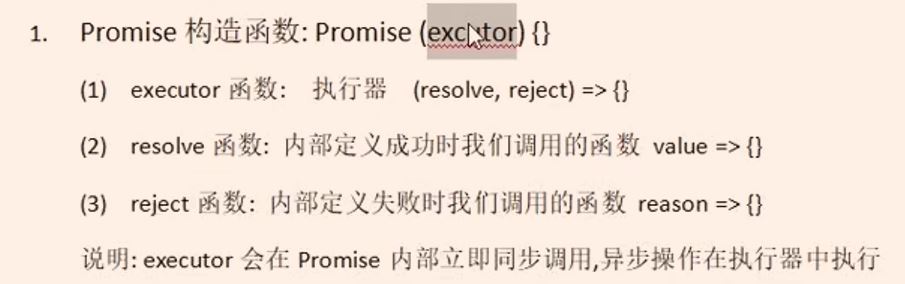 1. Promise 构造函数: Promise (excutor) {}
(1) executor 函数: 执行器 (resolve, reject) => {}
(2) resolve 函数: 内部定义成功时我们调用的函数 value => {}
(3) reject 函数: 内部定义失败时我们调用的函数 reason => {}
说明: executor 会在 Promise 内部立即同步调用,异步操作在执行器中执行